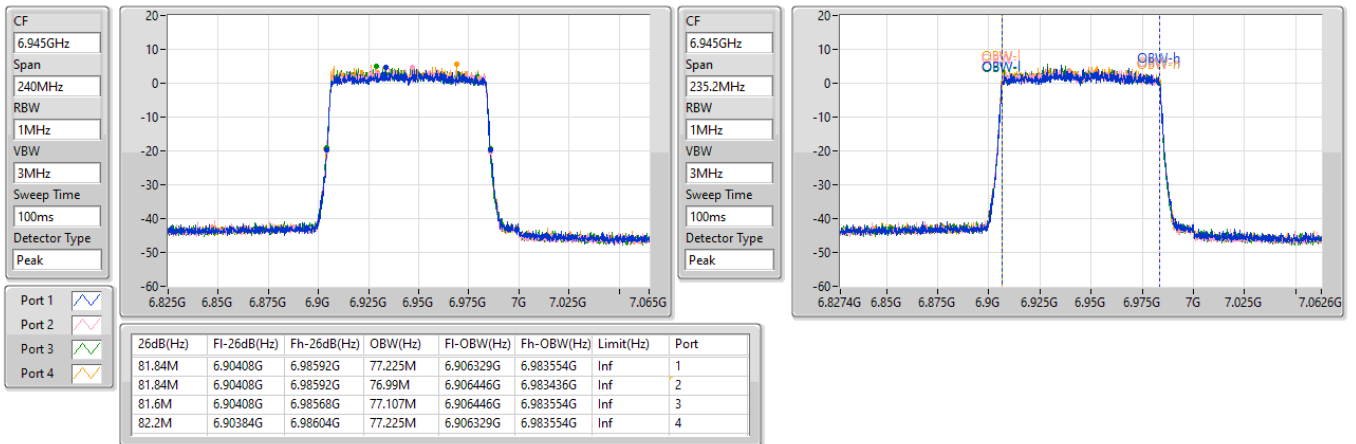 CF
6.945GHz
Span
240MHz
RBW
1MHz
VBW
3MHz
Sweep Time
100ms
Detector Type
Peak
20
10
0
-10
-20
-30
-40
-50
-60
6.825G 6.85G 6.875G 6.9G 6.925G 6.95G 6.975G 7G 7.025G 7.065G
CF
6.945GHz
Span
235.2MHz
RBW
1MHz
VBW
3MHz
Sweep Time
100ms
Detector Type
Peak
20
10
0
-10
-20
-30
-40
-50
-60
OBW-l
OBW-l
OBW-h
OBW-h
6.8274G 6.85G 6.875G 6.9G 6.925G 6.95G 6.975G 7G 7.025G 7.0626G
Port 1
Port 2
Port 3
Port 4
26dB(Hz) Fl-26dB(Hz) Fh-26dB(Hz) OBW(Hz) Fl-OBW(Hz) Fh-OBW(Hz) Limit(Hz) Port
81.84M 6.90408G 6.98592G 77.225M 6.906329G 6.983554G Inf 1
81.84M 6.90408G 6.98592G 76.99M 6.906446G 6.983436G Inf 2
81.6M 6.90408G 6.98568G 77.107M 6.906446G 6.983554G Inf 3
82.2M 6.90384G 6.98604G 77.225M 6.906329G 6.983554G Inf 4